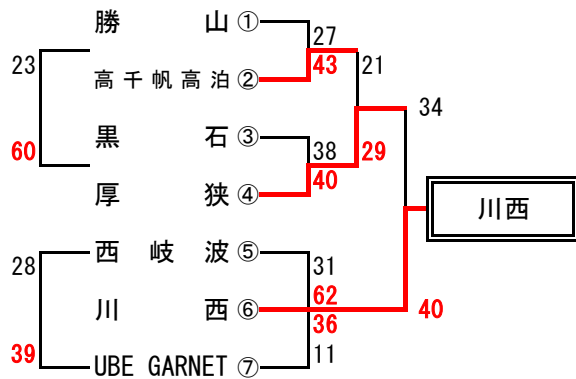 勝山 ① 27
23 高千帆高泊 ② 43 21
34
黒石 ③ 38
60 40 29
厚狭 ④
川西
28 西岐波 ⑤ 31
川西 ⑥ 62 40
36
39 UBE GARNET ⑦ 11